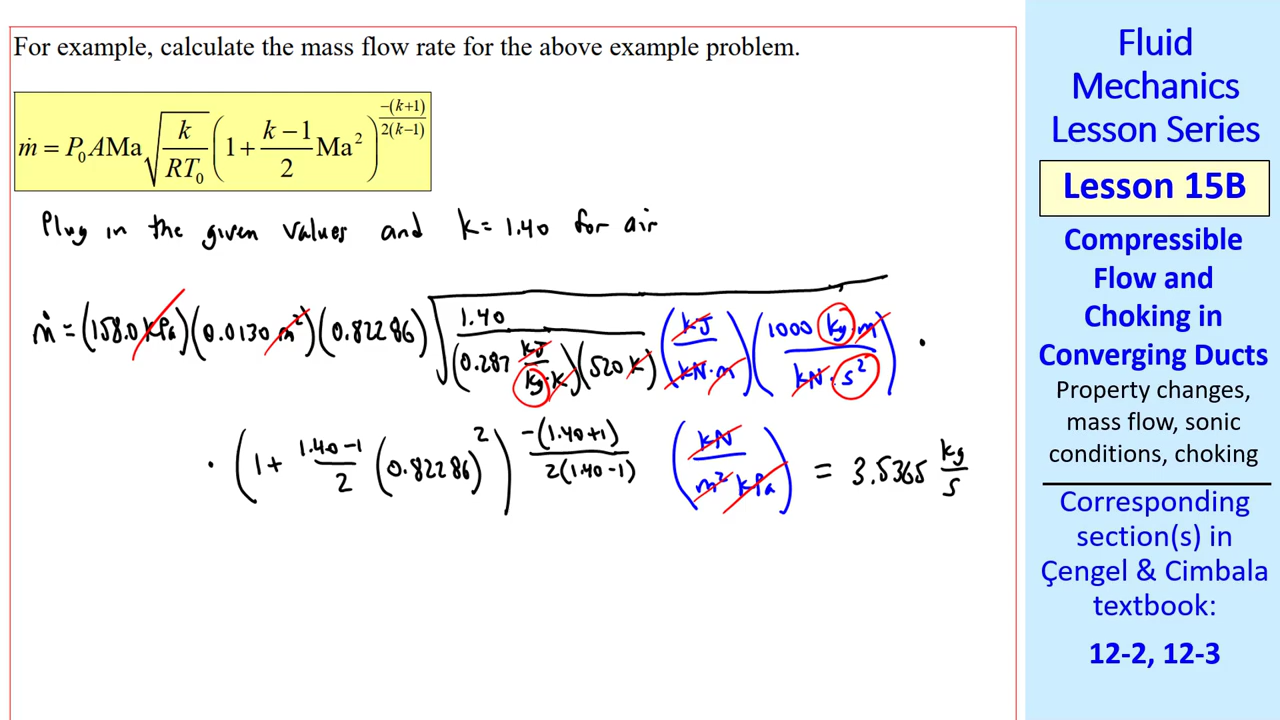 For example, calculate the mass flow rate for the above example problem.
ṁ = P₀AMa√(k/(RT₀)) (1 + (k−1)/2 Ma²)^(−(k+1)/(2(k−1)))
Plug in the given values and k = 1.40 for air
ṁ = (158.0 kPa)(0.0130 m²)(0.82286) √(1.40/((0.287 kJ/(kg·K))(520 K)) (kJ/(kN·m)) (1000 kg·m/(kN·s²))) ·
· (1 + (1.40−1)/2 (0.82286)²)^(−(1.40+1)/(2(1.40−1))) (kN/(m² kPa)) = 3.5365 kg/s
Fluid
Mechanics
Lesson Series
Lesson 15B
Compressible
Flow and
Choking in
Converging Ducts
Property changes,
mass flow, sonic
conditions, choking
Corresponding
section(s) in
Çengel & Cimbala
textbook:
12-2, 12-3